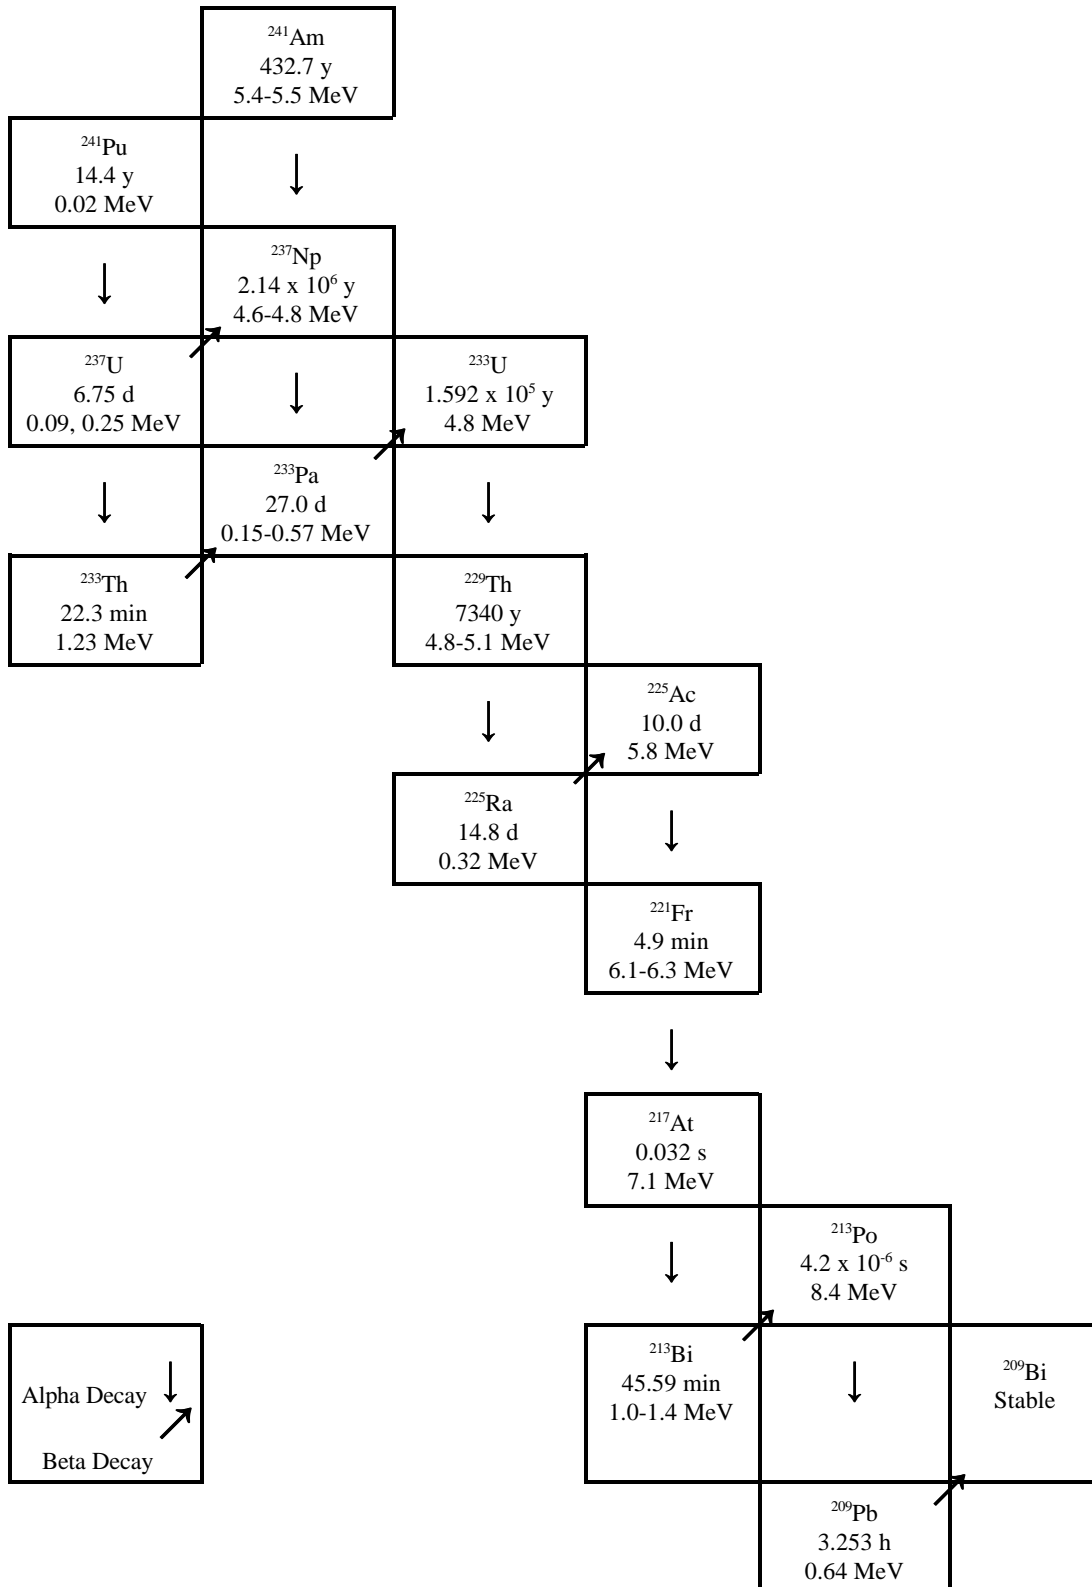 ²⁴¹Am
432.7 y
5.4-5.5 MeV
²⁴¹Pu
14.4 y
0.02 MeV
²³⁷Np
2.14 x 10⁶ y
4.6-4.8 MeV
²³⁷U
6.75 d
0.09, 0.25 MeV
²³³U
1.592 x 10⁵ y
4.8 MeV
²³³Pa
27.0 d
0.15-0.57 MeV
²³³Th
22.3 min
1.23 MeV
²²⁹Th
7340 y
4.8-5.1 MeV
²²⁵Ac
10.0 d
5.8 MeV
²²⁵Ra
14.8 d
0.32 MeV
²²¹Fr
4.9 min
6.1-6.3 MeV
²¹⁷At
0.032 s
7.1 MeV
²¹³Po
4.2 x 10⁻⁶ s
8.4 MeV
²¹³Bi
45.59 min
1.0-1.4 MeV
²⁰⁹Bi
Stable
Alpha Decay
Beta Decay
²⁰⁹Pb
3.253 h
0.64 MeV